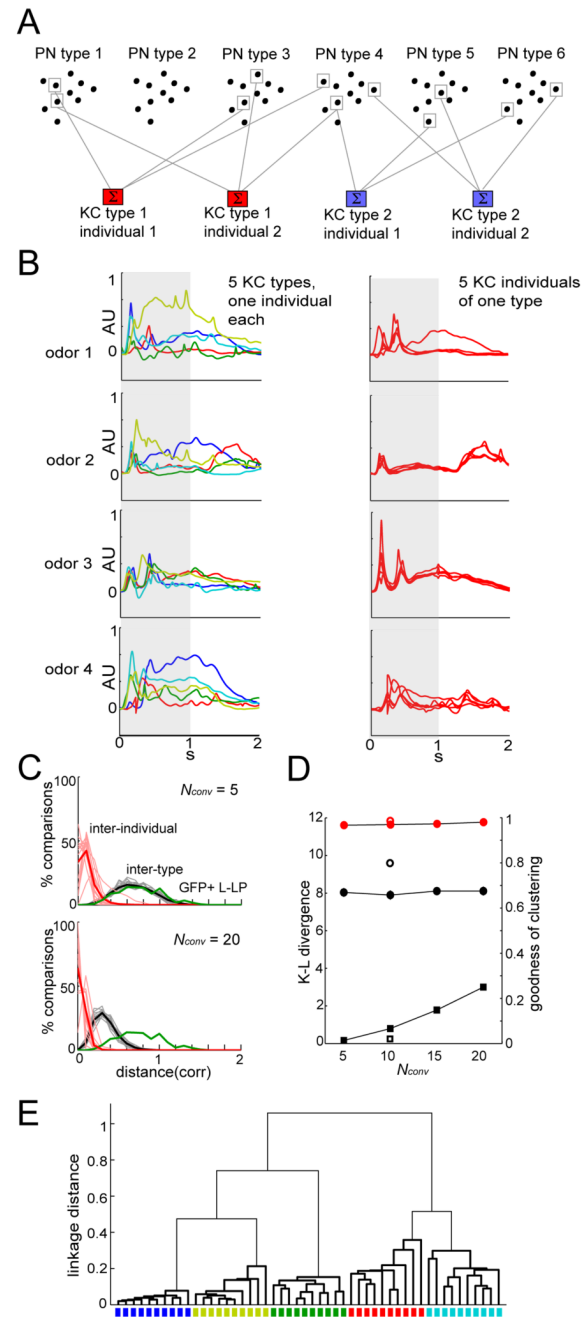 A
PN type 1 PN type 2 PN type 3 PN type 4 PN type 5 PN type 6
Σ Σ Σ Σ
KC type 1 KC type 1 KC type 2 KC type 2
individual 1 individual 2 individual 1 individual 2
B
5 KC types,
one individual
each
5 KC individuals
of one type
1
AU
0
odor 1
1
AU
0
odor 2
1
AU
0
odor 3
1
AU
0
odor 4
0 1 2
s
0 1 2
s
C
100
50
% comparisons
Nconv = 5
inter-individual
inter-type
GFP+ L-LP
100
50
% comparisons
Nconv = 20
0 1 2
distance(corr)
D
12
10
8
6
4
2
0
K-L divergence
1
0.8
0.6
0.4
0.2
0
goodness of clustering
5 10 15 20
Nconv
E
1
0.8
0.6
0.4
0.2
0
linkage distance